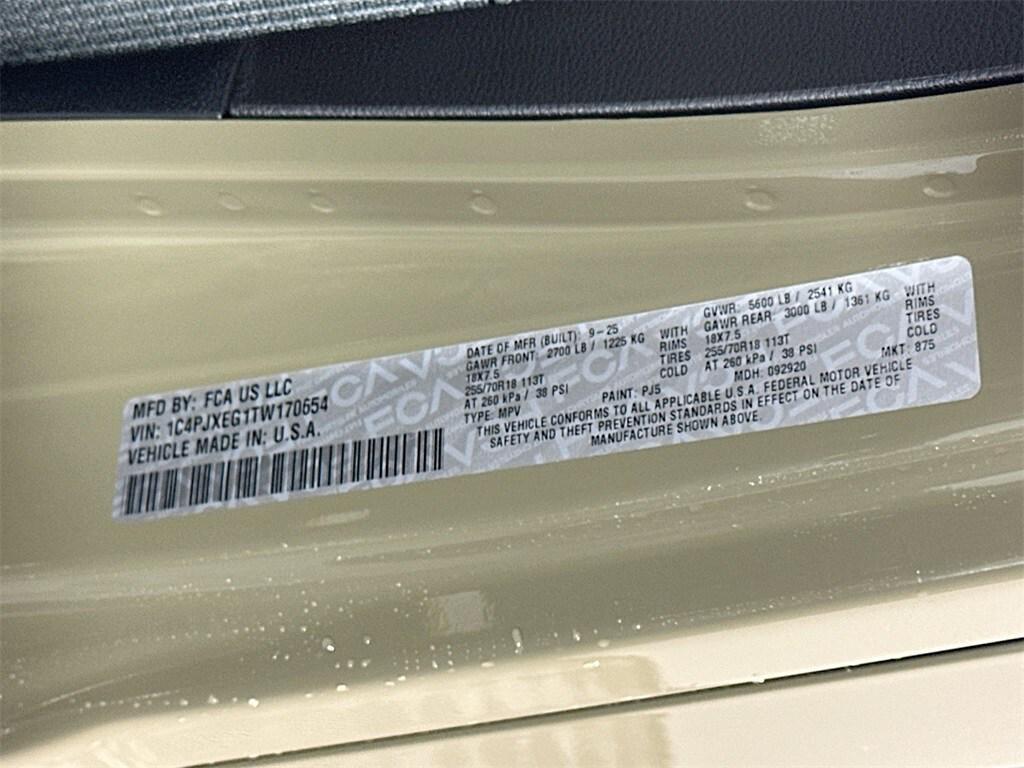 MFD BY: FCA US LLC
VIN: 1C4PJXEG1TW170654
VEHICLE MADE IN: U.S.A.
DATE OF MFR (BUILT): 9-25
GAWR FRONT: 2700 LB / 1225 KG WITH
18X7.5 RIMS
255/70R18 113T TIRES
AT 260 kPa / 38 PSI COLD
TYPE: MPV PAINT: PJ5
GVWR: 5600 LB / 2541 KG
GAWR REAR: 3000 LB / 1361 KG WITH
18X7.5 RIMS
255/70R18 113T TIRES
AT 260 kPa / 38 PSI COLD
MDH: 092920 MKT: 875
THIS VEHICLE CONFORMS TO ALL APPLICABLE U.S.A. FEDERAL MOTOR VEHICLE
SAFETY AND THEFT PREVENTION STANDARDS IN EFFECT ON THE DATE OF
MANUFACTURE SHOWN ABOVE.